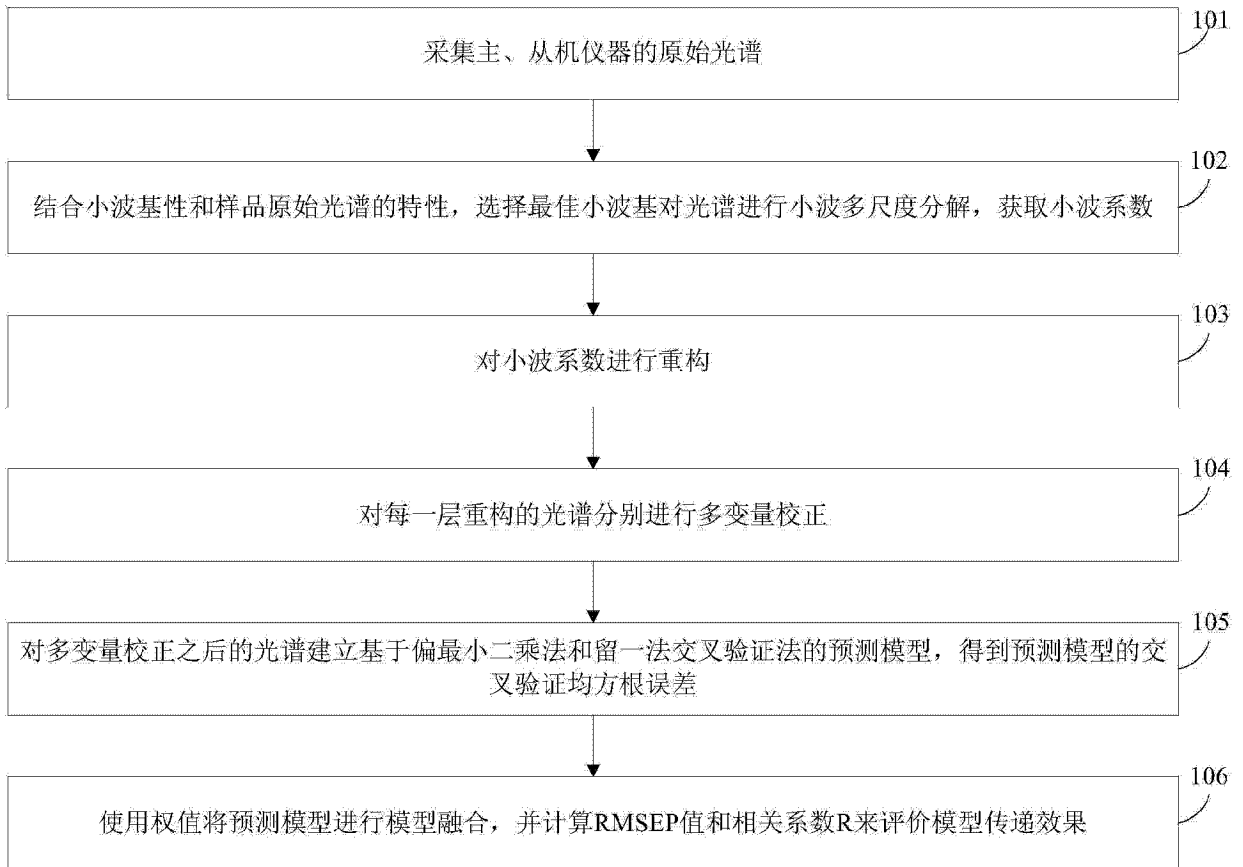 101
采集主、从机仪器的原始光谱
102
结合小波基性和样品原始光谱的特性，选择最佳小波基对光谱进行小波多尺度分解，获取小波系数
103
对小波系数进行重构
104
对每一层重构的光谱分别进行多变量校正
105
对多变量校正之后的光谱建立基于偏最小二乘法和留一法交叉验证法的预测模型，得到预测模型的交
叉验证均方根误差
106
使用权值将预测模型进行模型融合，并计算RMSEP值和相关系数R来评价模型传递效果